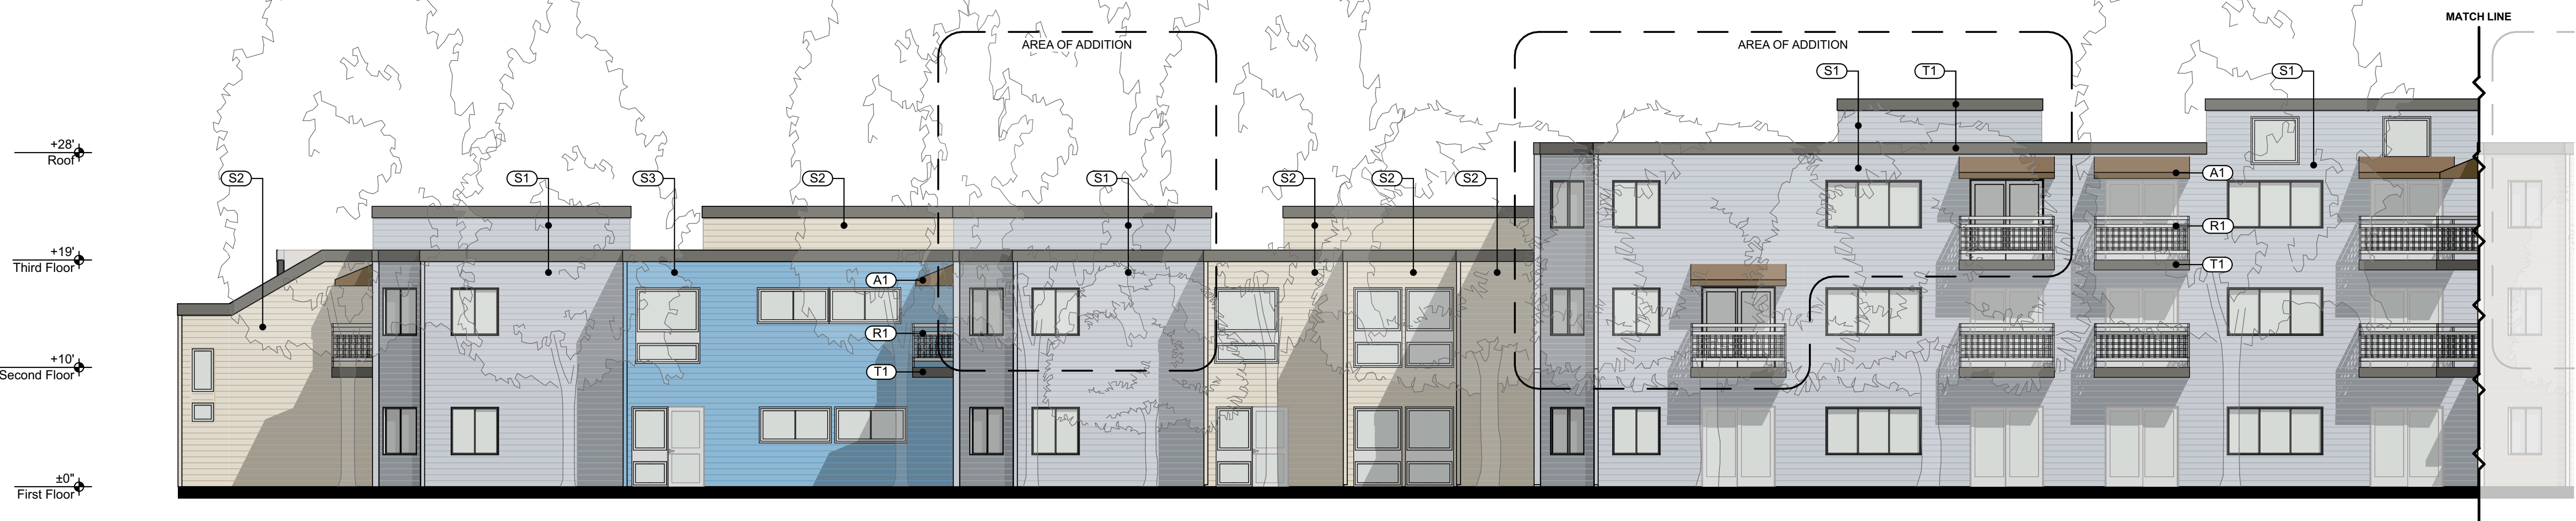 MATCH LINE
AREA OF ADDITION
AREA OF ADDITION
S1
T1
S1
+28'
Roof
S2
S1
S3
S2
S1
S2
S2
S2
A1
R1
+19'
Third Floor
T1
A1
R1
+10'
Second Floor
T1
±0"
First Floor